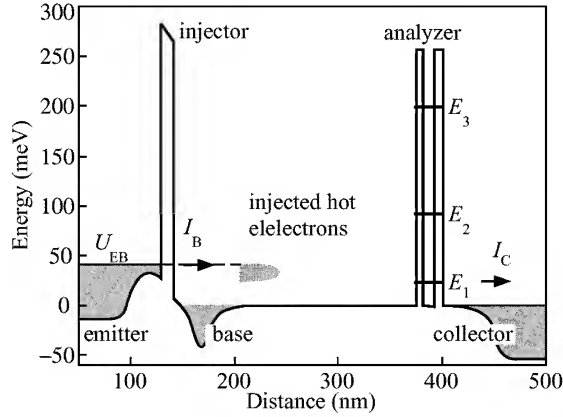 injector
analyzer
300
250
200
150
100
50
0
−50
Energy (meV)
E3
E2
E1
injected hot
elelectrons
UEB
IB
IC
emitter
base
collector
100
200
300
400
500
Distance (nm)